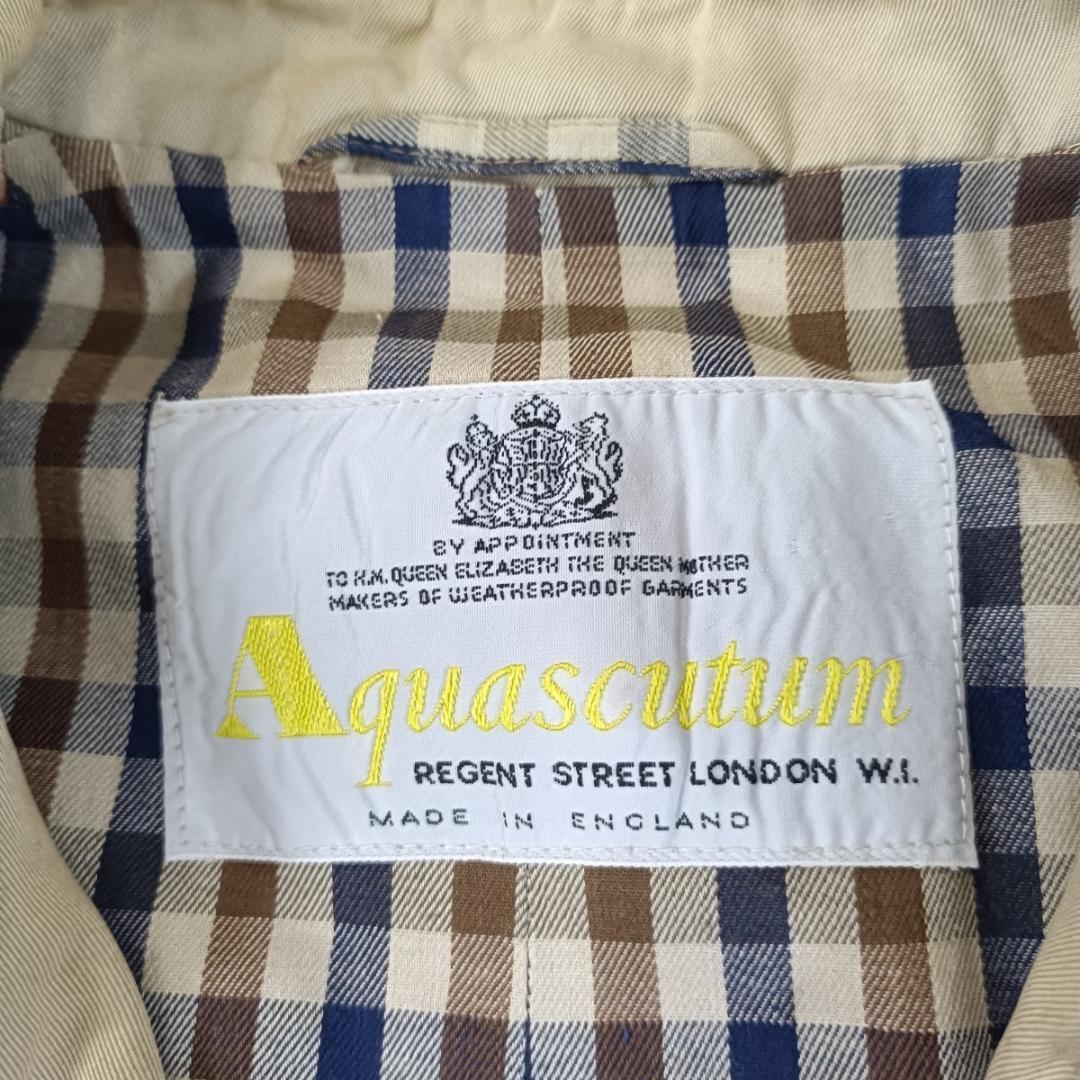 BY APPOINTMENT
TO H.M. QUEEN ELIZABETH THE QUEEN MOTHER
MAKERS OF WEATHERPROOF GARMENTS
Aquascutum
REGENT STREET LONDON W.I.
MADE IN ENGLAND